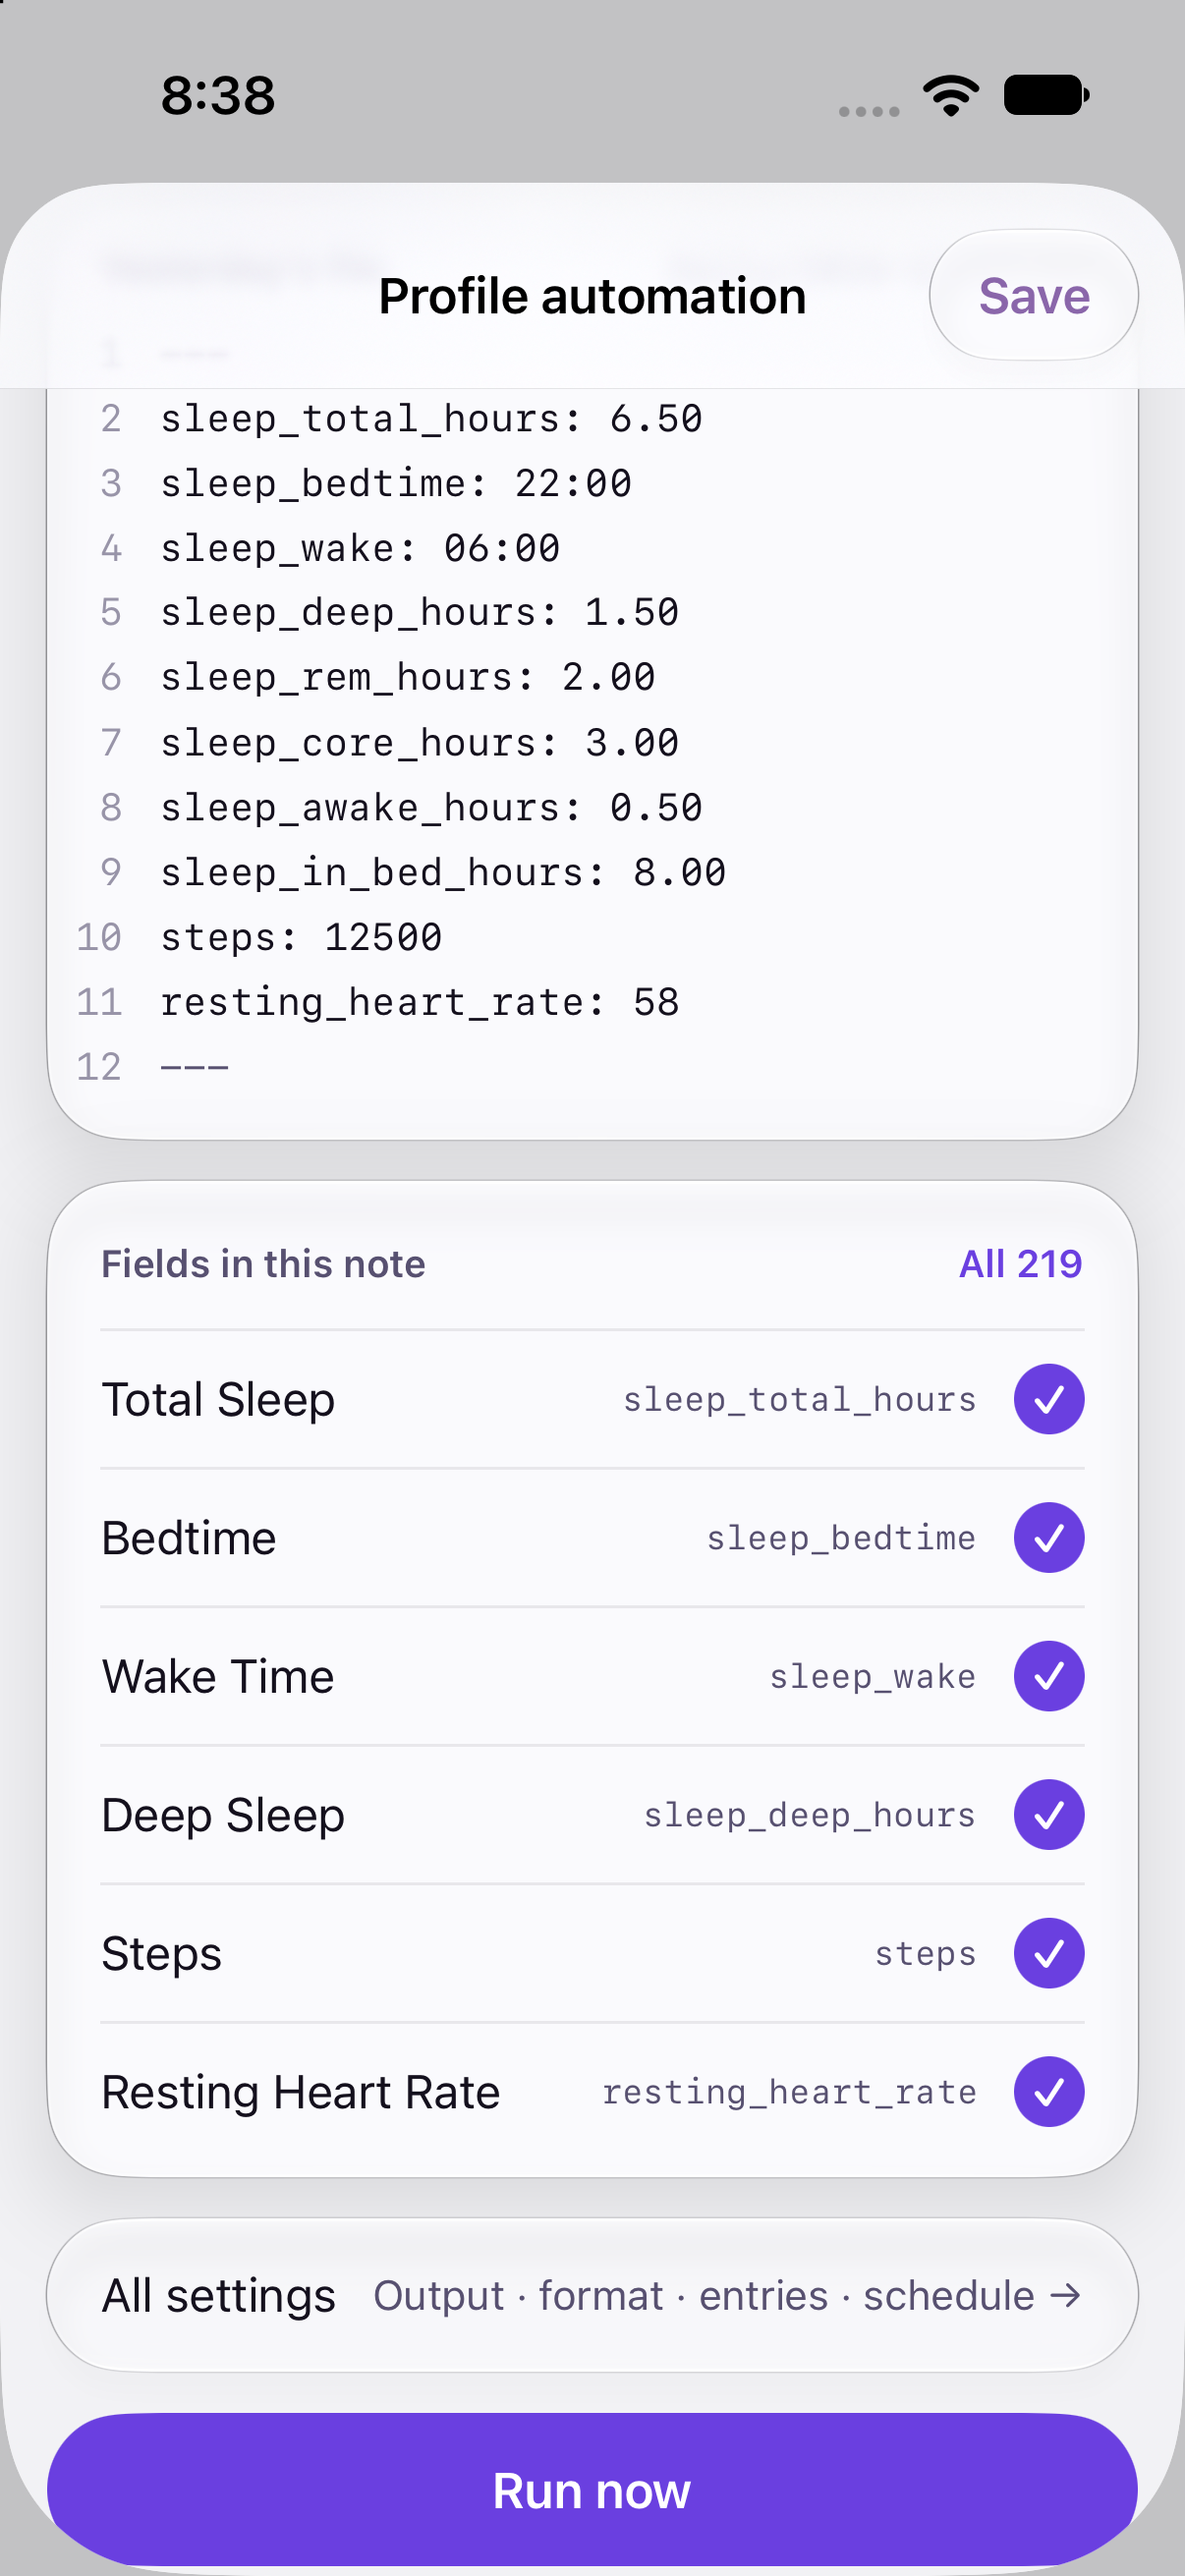 8:38
Profile automation
Save
1 ---
2 sleep_total_hours: 6.50
3 sleep_bedtime: 22:00
4 sleep_wake: 06:00
5 sleep_deep_hours: 1.50
6 sleep_rem_hours: 2.00
7 sleep_core_hours: 3.00
8 sleep_awake_hours: 0.50
9 sleep_in_bed_hours: 8.00
10 steps: 12500
11 resting_heart_rate: 58
12 ---
Fields in this note All 219
Total Sleep sleep_total_hours
Bedtime sleep_bedtime
Wake Time sleep_wake
Deep Sleep sleep_deep_hours
Steps steps
Resting Heart Rate resting_heart_rate
All settings Output · format · entries · schedule →
Run now